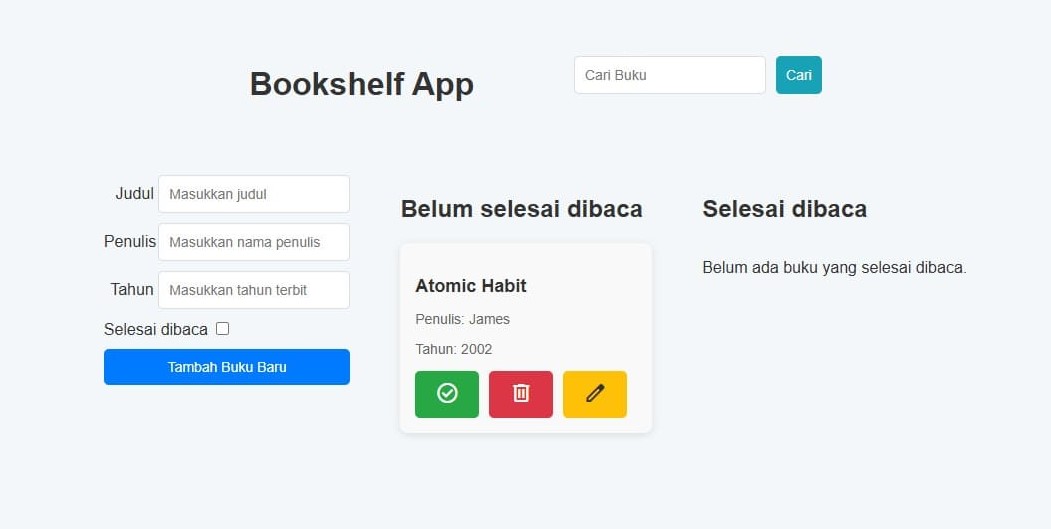 Bookshelf App
Cari Buku
Cari
Judul
Masukkan judul
Penulis
Masukkan nama penulis
Tahun
Masukkan tahun terbit
Selesai dibaca
Tambah Buku Baru
Belum selesai dibaca
Atomic Habit
Penulis: James
Tahun: 2002
Selesai dibaca
Belum ada buku yang selesai dibaca.